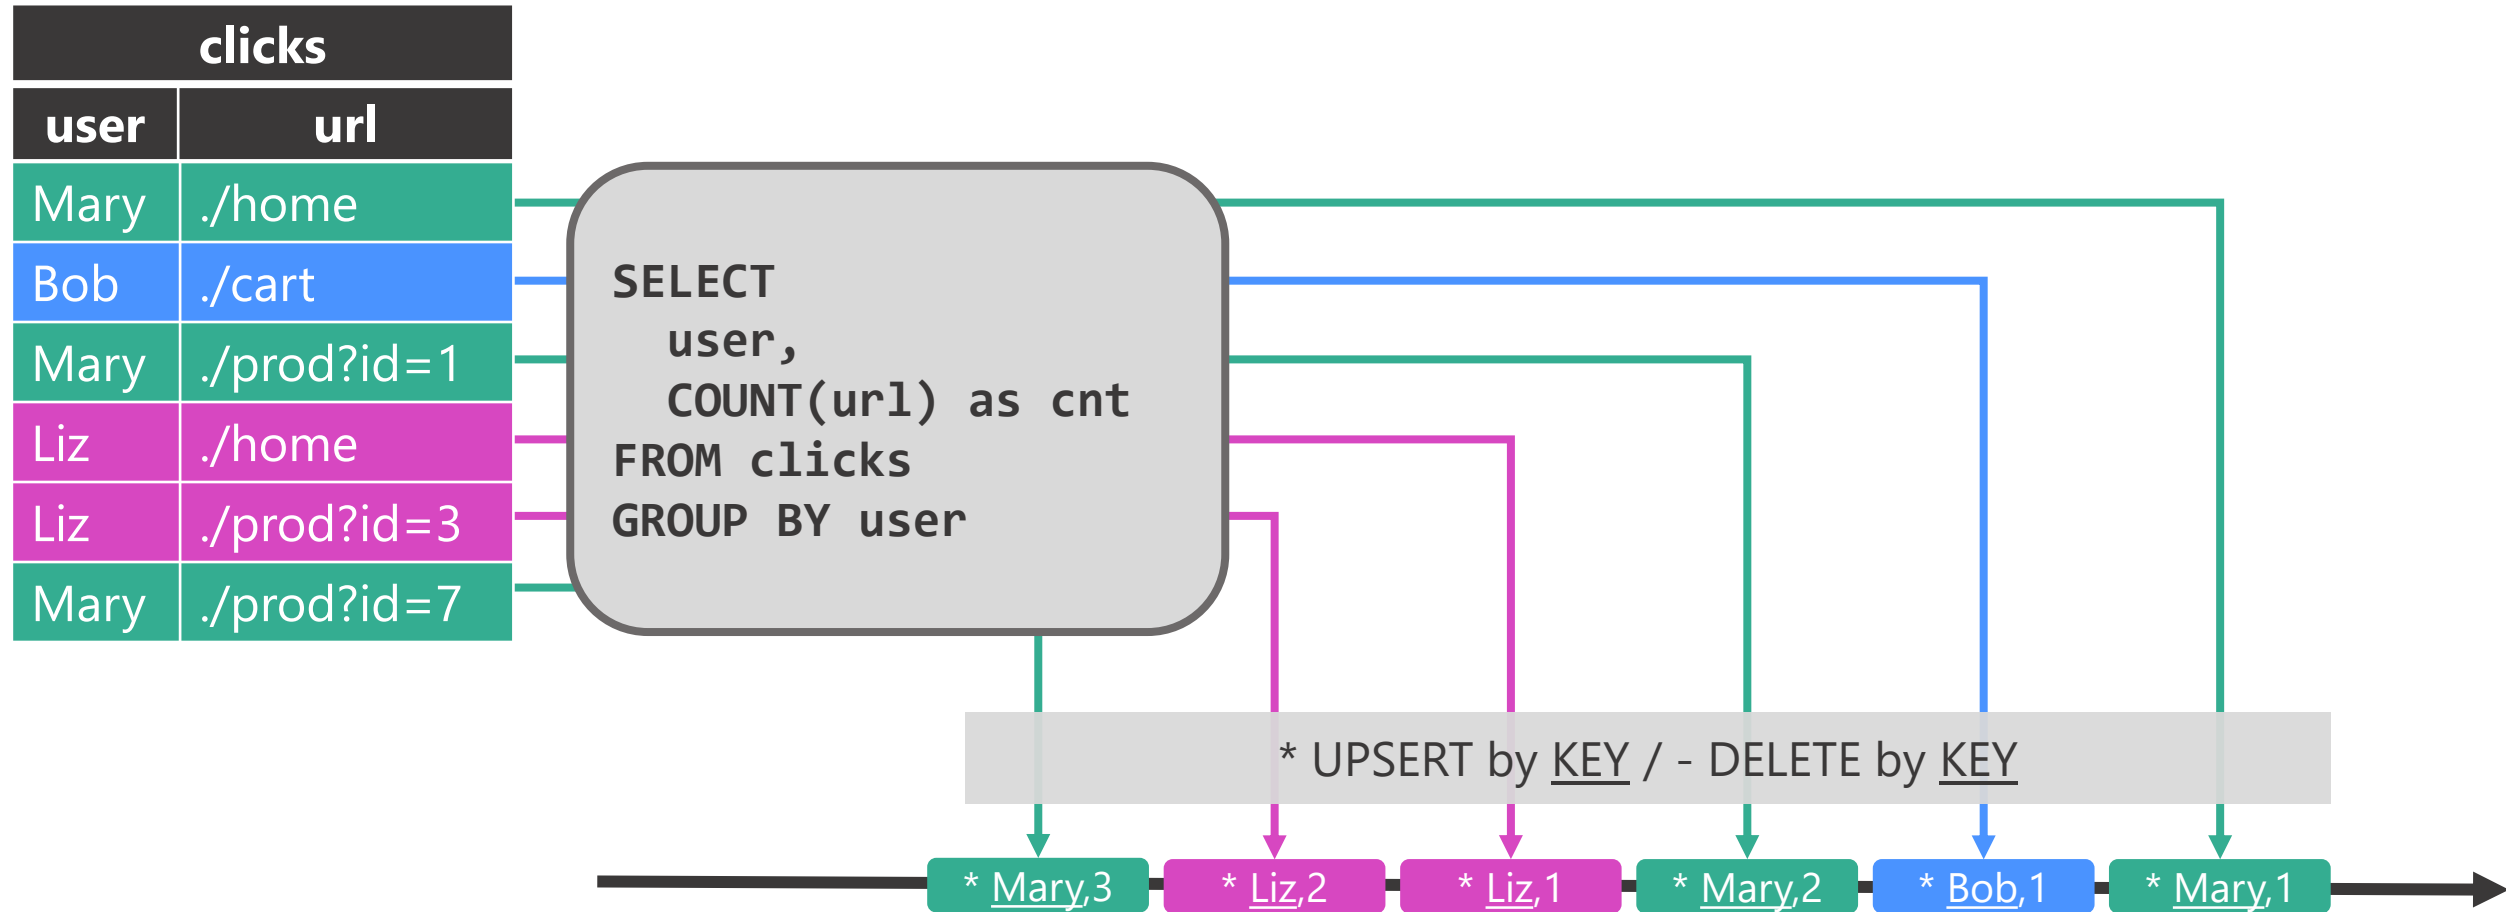 clicks
user url
Mary ./home
Bob ./cart
Mary ./prod?id=1
Liz ./home
Liz ./prod?id=3
Mary ./prod?id=7
SELECT
user,
COUNT(url) as cnt
FROM clicks
GROUP BY user
* UPSERT by KEY / - DELETE by KEY
* Mary,3 * Liz,2 * Liz,1 * Mary,2 * Bob,1 * Mary,1